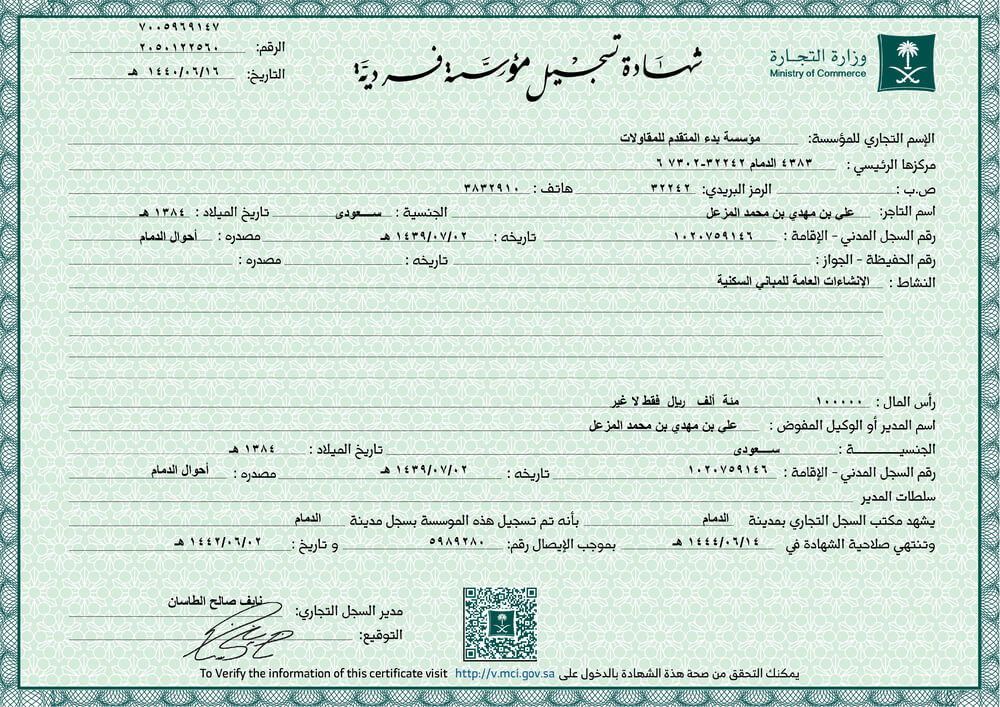 وزارة التجارة
Ministry of Commerce
شهادة تسجيل مؤسسة فردية
٧٠٠٥٩٦٩١٤٧
الرقم: ٢٠٥٠١٢٢٥٦٠
التاريخ: ١٤٤٠/٠٦/١٦ هـ
الإسم التجاري للمؤسسة: مؤسسة بدء المتقدم للمقاولات
مركزها الرئيسي : ٤٣٨٣ الدمام ٣٢٢٤٢-٧٣٠٢ ٦
ص.ب : الرمز البريدي: ٣٢٢٤٢ هاتف : ٣٨٣٢٩١٠
اسم التاجر: علي بن مهدي بن محمد المزعل الجنسية : سعودى تاريخ الميلاد : ١٣٨٤ هـ
رقم السجل المدني - الإقامة : ١٠٢٠٧٥٩١٤٦ تاريخه : ١٤٣٩/٠٧/٠٢ هـ مصدره : أحوال الدمام
رقم الحفيظة - الجواز : تاريخه : مصدره :
النشاط : الإنشاءات العامة للمباني السكنية
رأس المال : ١٠٠٠٠٠ مئة ألف ريال فقط لا غير
اسم المدير أو الوكيل المفوض : علي بن مهدي بن محمد المزعل
الجنسيــــــــة : سعودى تاريخ الميلاد : ١٣٨٤ هـ
رقم السجل المدني - الإقامة : ١٠٢٠٧٥٩١٤٦ تاريخه : ١٤٣٩/٠٧/٠٢ هـ مصدره : أحوال الدمام
سلطات المدير
يشهد مكتب السجل التجاري بمدينة الدمام بأنه تم تسجيل هذه الموسسة بسجل مدينة الدمام
وتنتهي صلاحية الشهادة في ١٤٤٤/٠٦/١٤ هـ بموجب الإيصال رقم: ٥٩٨٩٢٨٠ و تاريخ : ١٤٤٢/٠٦/٠٢ هـ
مدير السجل التجاري: نايف صالح الطاسان
التوقيع:
يمكنك التحقق من صحة هذة الشهادة بالدخول على http://v.mci.gov.sa To Verify the information of this certificate visit